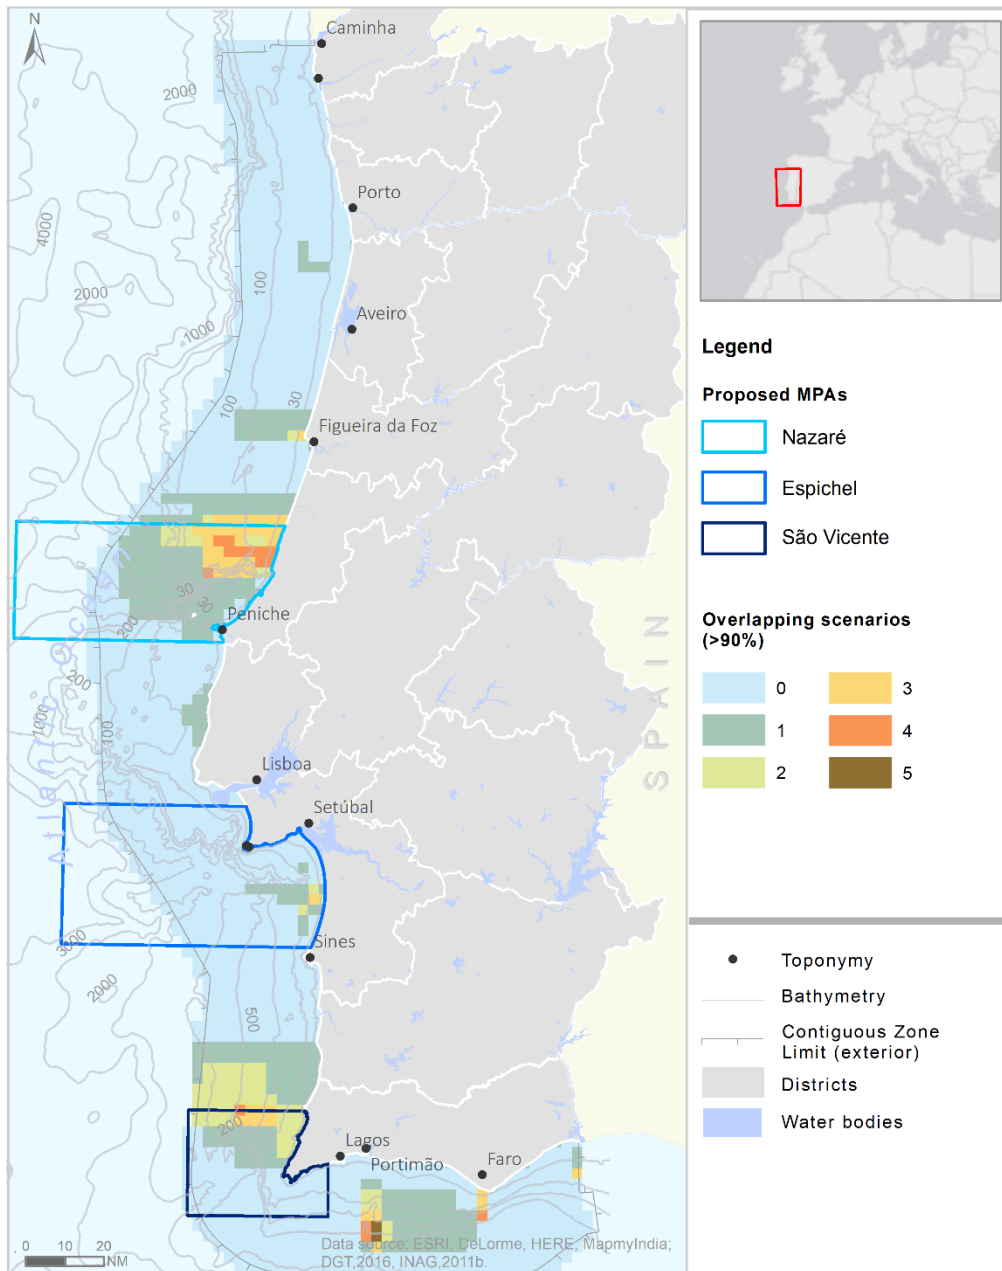 N
Caminha
2000
Porto
4000
100
2000
Aveiro
1000
100
30
Figueira da Foz
30
30
Peniche
200
200
1000
100
Atlantic Ocean
Lisboa
Setúbal
Sines
3000
2000
500
200
Lagos
Portimão
Faro
SPAIN
0 10 20
NM
Data source: ESRI, DeLorme, HERE, MapmyIndia;
DGT,2016, INAG,2011b.
Legend
Proposed MPAs
Nazaré
Espichel
São Vicente
Overlapping scenarios
(>90%)
0 3
1 4
2 5
Toponymy
Bathymetry
Contiguous Zone
Limit (exterior)
Districts
Water bodies